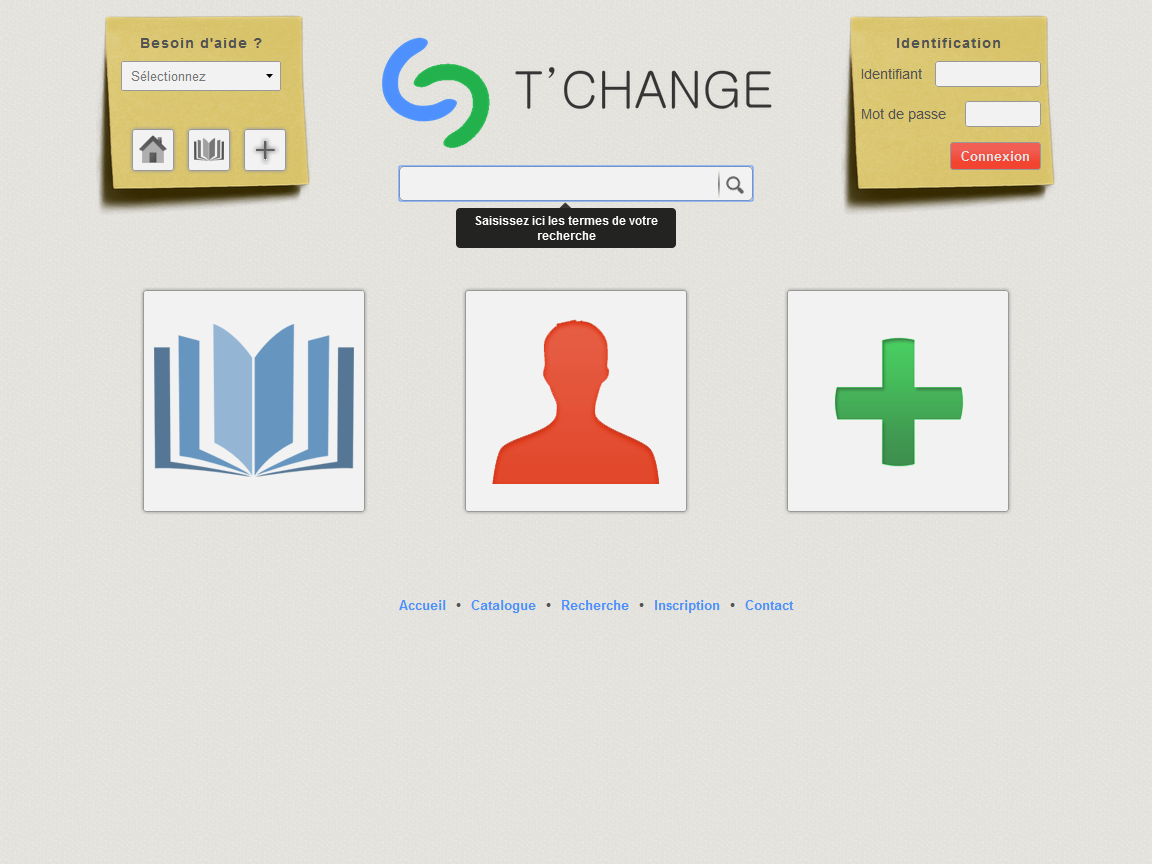 Besoin d'aide ?
Sélectionnez
T'CHANGE
Identification
Identifiant
Mot de passe
Connexion
Saisissez ici les termes de votre
recherche
Accueil • Catalogue • Recherche • Inscription • Contact